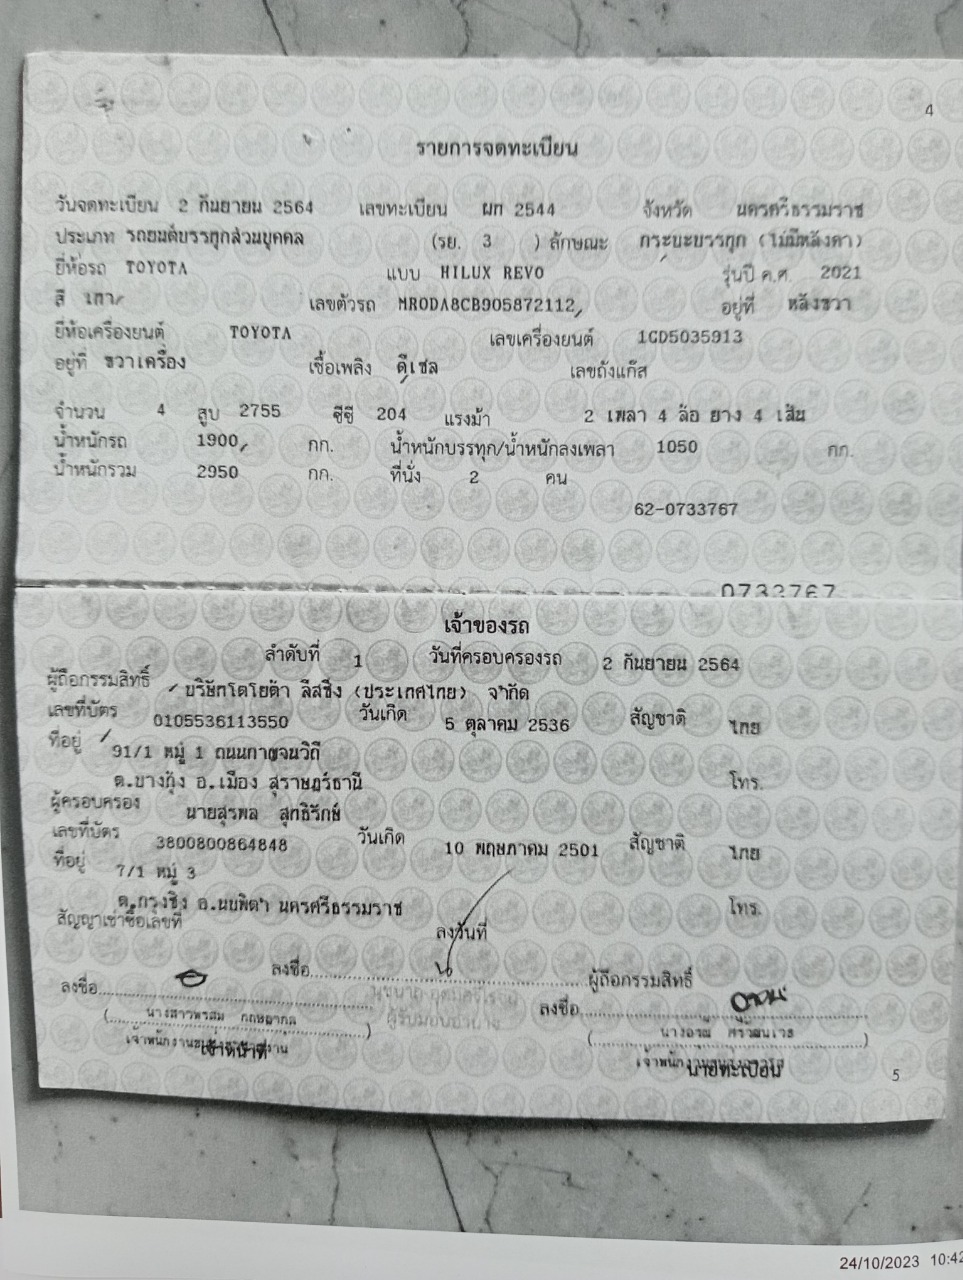 4
รายการจดทะเบียน
วันจดทะเบียน 2 กันยายน 2564 เลขทะเบียน ผก 2544 จังหวัด นครศรีธรรมราช
ประเภท รถยนต์บรรทุกส่วนบุคคล (รย. 3 ) ลักษณะ กระบะบรรทุก (ไม่มีหลังคา)
ยี่ห้อรถ TOYOTA แบบ HILUX REVO รุ่นปี ค.ศ. 2021
สี เทา เลขตัวรถ MR0DA8CB905872112 อยู่ที่ หลังขวา
ยี่ห้อเครื่องยนต์ TOYOTA เลขเครื่องยนต์ 1GD5035913
อยู่ที่ ขวาเครื่อง เชื้อเพลิง ดีเซล เลขถังแก๊ส
จำนวน 4 สูบ 2755 ซีซี 204 แรงม้า 2 เพลา 4 ล้อ ยาง 4 เส้น
น้ำหนักรถ 1900 กก. น้ำหนักบรรทุก/น้ำหนักลงเพลา 1050 กก.
น้ำหนักรวม 2950 กก. ที่นั่ง 2 คน
62-0733767
เจ้าของรถ
ลำดับที่ 1 วันที่ครอบครองรถ 2 กันยายน 2564
ผู้ถือกรรมสิทธิ์ บริษัทโตโยต้า ลีสซิ่ง (ประเทศไทย) จำกัด
เลขที่บัตร 0105536113550 วันเกิด 5 ตุลาคม 2536 สัญชาติ ไทย
ที่อยู่ 91/1 หมู่ 1 ถนนกาญจนวิถี
ต.บางกุ้ง อ.เมือง สุราษฎร์ธานี โทร.
ผู้ครอบครอง นายสุรพล สุทธิรักษ์
เลขที่บัตร 3800800864848 วันเกิด 10 พฤษภาคม 2501 สัญชาติ ไทย
ที่อยู่ 7/1 หมู่ 3
ต.กรุงชิง อ.นบพิตำ นครศรีธรรมราช โทร.
สัญญาเช่าซื้อเลขที่ ลงวันที่
ลงชื่อ ผู้ถือกรรมสิทธิ์
ลงชื่อ ลงชื่อ
ผู้รับมอบอำนาจ
เจ้าหน้าที่ นายทะเบียน
5
24/10/2023 10:42